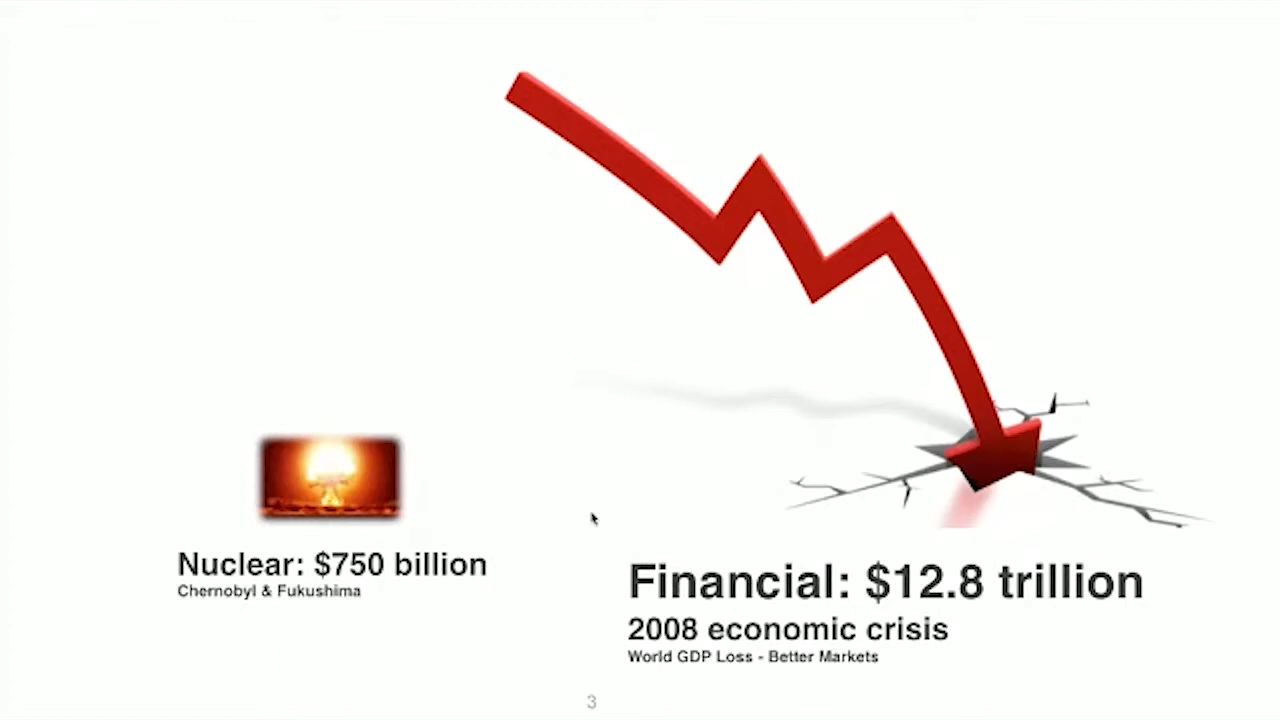 Nuclear: $750 billion
Chernobyl & Fukushima
Financial: $12.8 trillion
2008 economic crisis
World GDP Loss - Better Markets
3